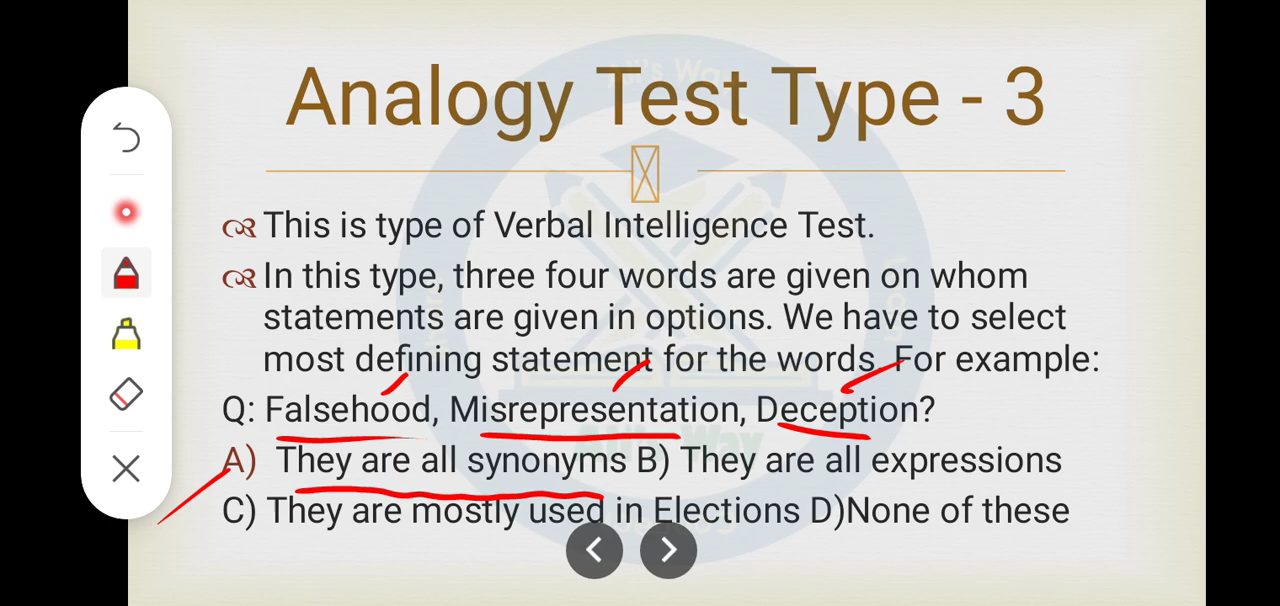 Analogy Test Type - 3
This is type of Verbal Intelligence Test.
In this type, three four words are given on whom
statements are given in options. We have to select
most defining statement for the words. For example:
Q: Falsehood, Misrepresentation, Deception?
A) They are all synonyms B) They are all expressions
C) They are mostly used in Elections D)None of these